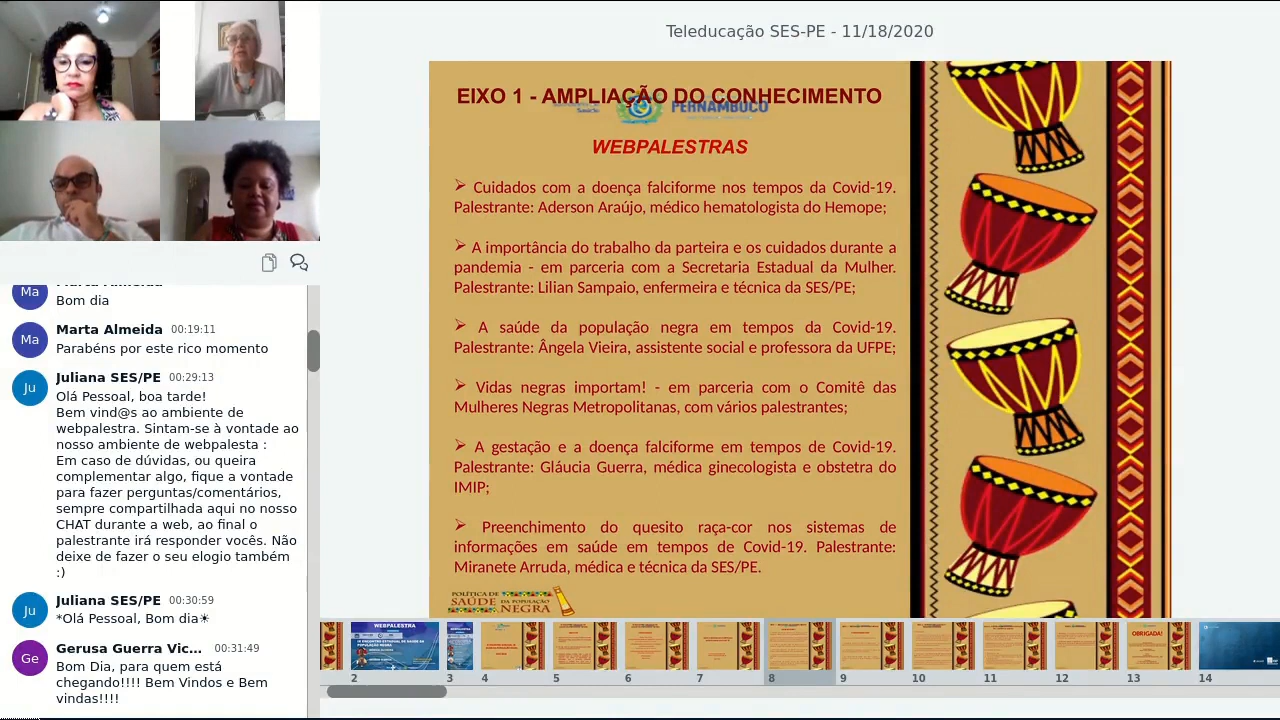 Teleducação SES-PE - 11/18/2020
EIXO 1 - AMPLIAÇÃO DO CONHECIMENTO
PERNAMBUCO
WEBPALESTRAS
➢ Cuidados com a doença falciforme nos tempos da Covid-19.
Palestrante: Aderson Araújo, médico hematologista do Hemope;
➢ A importância do trabalho da parteira e os cuidados durante a
pandemia - em parceria com a Secretaria Estadual da Mulher.
Palestrante: Lilian Sampaio, enfermeira e técnica da SES/PE;
➢ A saúde da população negra em tempos da Covid-19.
Palestrante: Ângela Vieira, assistente social e professora da UFPE;
➢ Vidas negras importam! - em parceria com o Comitê das
Mulheres Negras Metropolitanas, com vários palestrantes;
➢ A gestação e a doença falciforme em tempos de Covid-19.
Palestrante: Gláucia Guerra, médica ginecologista e obstetra do
IMIP;
➢ Preenchimento do quesito raça-cor nos sistemas de
informações em saúde em tempos de Covid-19. Palestrante:
Miranete Arruda, médica e técnica da SES/PE.
POLÍTICA DE
SAÚDE DA POPULAÇÃO
NEGRA
Ma
Marta Almeida
Bom dia
Ma
Marta Almeida 00:19:11
Parabéns por este rico momento
Ju
Juliana SES/PE 00:29:13
Olá Pessoal, boa tarde!
Bem vind@s ao ambiente de
webpalestra. Sintam-se à vontade ao
nosso ambiente de webpalesta :
Em caso de dúvidas, ou queira
complementar algo, fique a vontade
para fazer perguntas/comentários,
sempre compartilhada aqui no nosso
CHAT durante a web, ao final o
palestrante irá responder vocês. Não
deixe de fazer o seu elogio também
:)
Ju
Juliana SES/PE 00:30:59
*Olá Pessoal, Bom dia☀
Ge
Gerusa Guerra Vic... 00:31:49
Bom Dia, para quem está
chegando!!!! Bem Vindos e Bem
vindas!!!!
WEBPALESTRA
OBRIGADA!
2 3 4 5 6 7 8 9 10 11 12 13 14